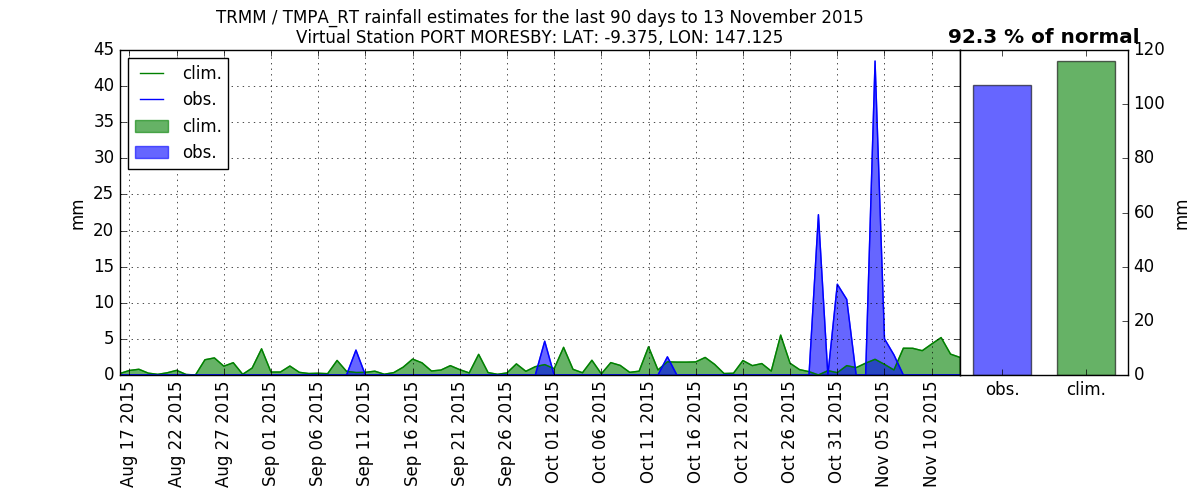 TRMM / TMPA_RT rainfall estimates for the last 90 days to 13 November 2015
Virtual Station PORT MORESBY: LAT: -9.375, LON: 147.125
92.3 % of normal
45
40
35
30
25
20
15
10
5
0
mm
clim.
obs.
clim.
obs.
Aug 17 2015
Aug 22 2015
Aug 27 2015
Sep 01 2015
Sep 06 2015
Sep 11 2015
Sep 16 2015
Sep 21 2015
Sep 26 2015
Oct 01 2015
Oct 06 2015
Oct 11 2015
Oct 16 2015
Oct 21 2015
Oct 26 2015
Oct 31 2015
Nov 05 2015
Nov 10 2015
obs.
clim.
120
100
80
60
40
20
0
mm